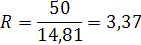 R = 50/14,81 = 3,37